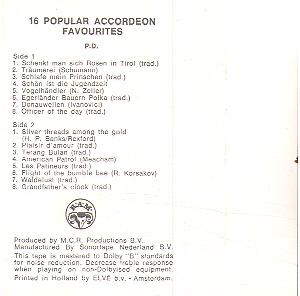 16 POPULAR ACCORDEON
FAVOURITES
P.D.
Side 1
1. Schenkt man sich Rosen in Tirol (trad.)
2. Träumerei (Schumann)
3. Schlafe mein Prinschen (trad.)
4. Schön ist die Jugendzeit
5. Vogelhändler (N. Zeller)
6. Egerländer Bauern Polka (trad.)
7. Donauwellen (Ivanovici)
8. Officer of the day (trad.)
Side 2
1. Silver threads among the gold
(H. P. Banks/Rexford)
2. Plaisir d'amour (trad.)
3. Terang Bulan (trad.)
4. American Patrol (Meacham)
5. Les Patineurs (trad.)
6. Flight of the bumble bee (R. Korsakov)
7. Waldeslust (trad.)
8. Grandfather's clock (trad.)
R.A.M.
Produced by M.C.R. Productions B.V.
Manufactured By Sonortape Nederland B.V.
This tape is mastered to Dolby "B" standards
for noise reduction. Decrease treble response
when playing on non-Dolbyised equipment.
Printed in Holland by ELVÉ b.v. - Amsterdam.